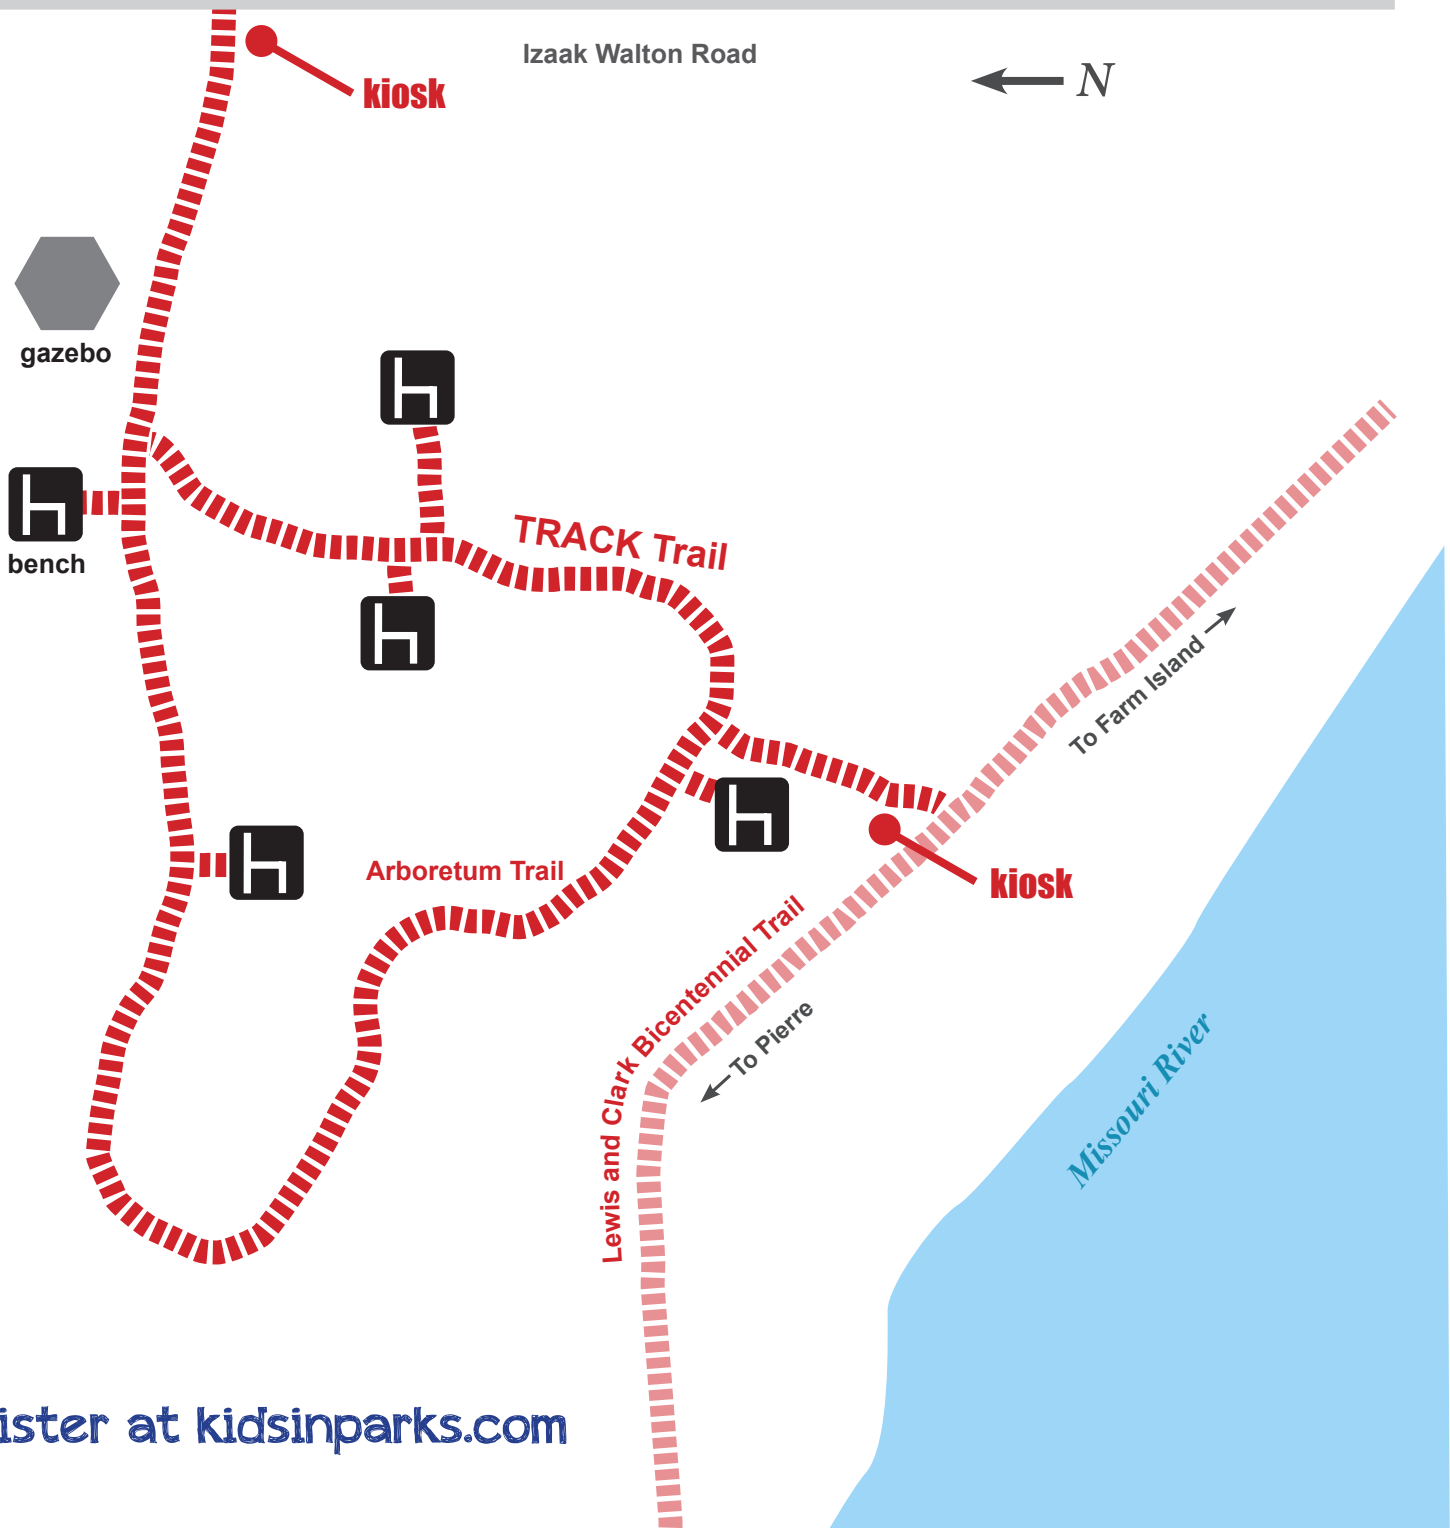 Izaak Walton Road
N
kiosk
gazebo
bench
TRACK Trail
To Farm Island
Arboretum Trail
kiosk
Lewis and Clark Bicentennial Trail
To Pierre
Missouri River
ister at kidsinparks.com